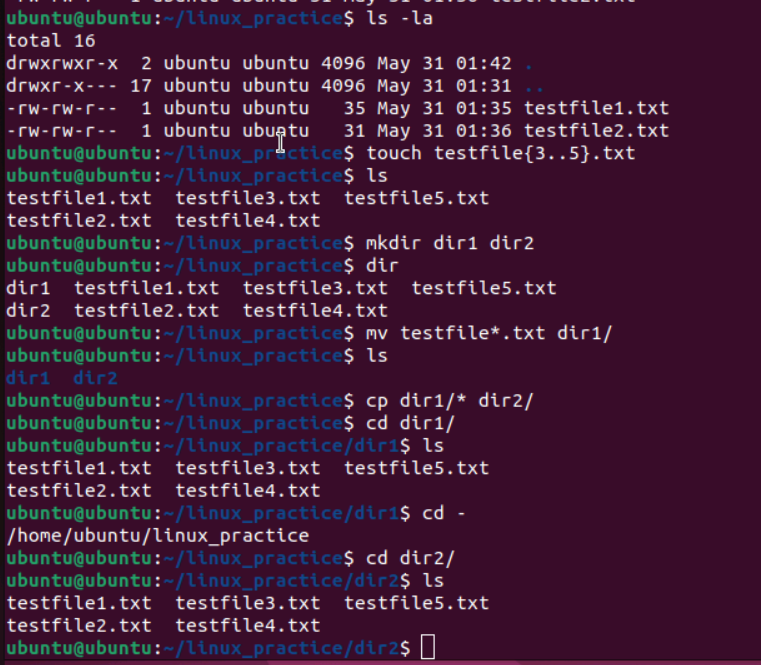 ubuntu@ubuntu:~/linux_practice$ ls -la
total 16
drwxrwxr-x  2 ubuntu ubuntu 4096 May 31 01:42 .
drwxr-x--- 17 ubuntu ubuntu 4096 May 31 01:31 ..
-rw-rw-r--  1 ubuntu ubuntu   35 May 31 01:35 testfile1.txt
-rw-rw-r--  1 ubuntu ubuntu   31 May 31 01:36 testfile2.txt
ubuntu@ubuntu:~/linux_practice$ touch testfile{3..5}.txt
ubuntu@ubuntu:~/linux_practice$ ls
testfile1.txt  testfile3.txt  testfile5.txt
testfile2.txt  testfile4.txt
ubuntu@ubuntu:~/linux_practice$ mkdir dir1 dir2
ubuntu@ubuntu:~/linux_practice$ dir
dir1  testfile1.txt  testfile3.txt  testfile5.txt
dir2  testfile2.txt  testfile4.txt
ubuntu@ubuntu:~/linux_practice$ mv testfile*.txt dir1/
ubuntu@ubuntu:~/linux_practice$ ls
dir1  dir2
ubuntu@ubuntu:~/linux_practice$ cp dir1/* dir2/
ubuntu@ubuntu:~/linux_practice$ cd dir1/
ubuntu@ubuntu:~/linux_practice/dir1$ ls
testfile1.txt  testfile3.txt  testfile5.txt
testfile2.txt  testfile4.txt
ubuntu@ubuntu:~/linux_practice/dir1$ cd -
/home/ubuntu/linux_practice
ubuntu@ubuntu:~/linux_practice$ cd dir2/
ubuntu@ubuntu:~/linux_practice/dir2$ ls
testfile1.txt  testfile3.txt  testfile5.txt
testfile2.txt  testfile4.txt
ubuntu@ubuntu:~/linux_practice/dir2$